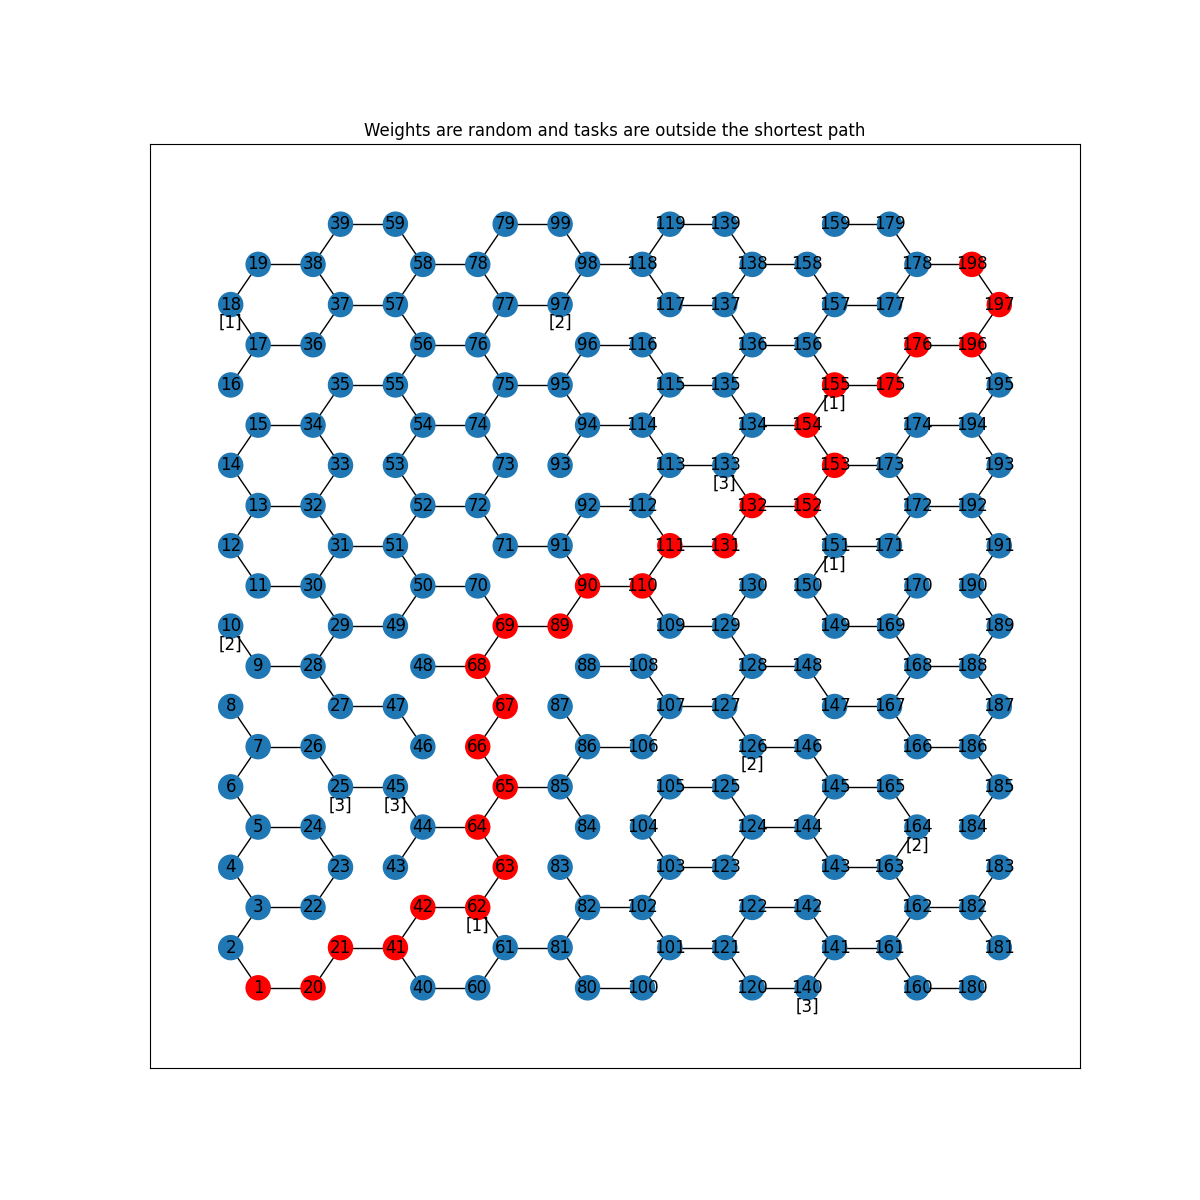 Weights are random and tasks are outside the shortest path
39 59 79 99 119 139 159 179
19 38 58 78 98 118 138 158 178 198
18 37 57 77 97 117 137 157 177 197
[1] [2]
17 36 56 76 96 116 136 156 176 196
16 35 55 75 95 115 135 155 175 195
[1]
15 34 54 74 94 114 134 154 174 194
14 33 53 73 93 113 133 153 173 193
[3]
13 32 52 72 92 112 132 152 172 192
12 31 51 71 91 111 131 151 171 191
[1]
11 30 50 70 90 110 130 150 170 190
10 29 49 69 89 109 129 149 169 189
[2]
9 28 48 68 88 108 128 148 168 188
8 27 47 67 87 107 127 147 167 187
7 26 46 66 86 106 126 146 166 186
[2]
6 25 45 65 85 105 125 145 165 185
[3] [3]
5 24 44 64 84 104 124 144 164 184
[2]
4 23 43 63 83 103 123 143 163 183
3 22 42 62 82 102 122 142 162 182
[1]
2 21 41 61 81 101 121 141 161 181
1 20 40 60 80 100 120 140 160 180
[3]